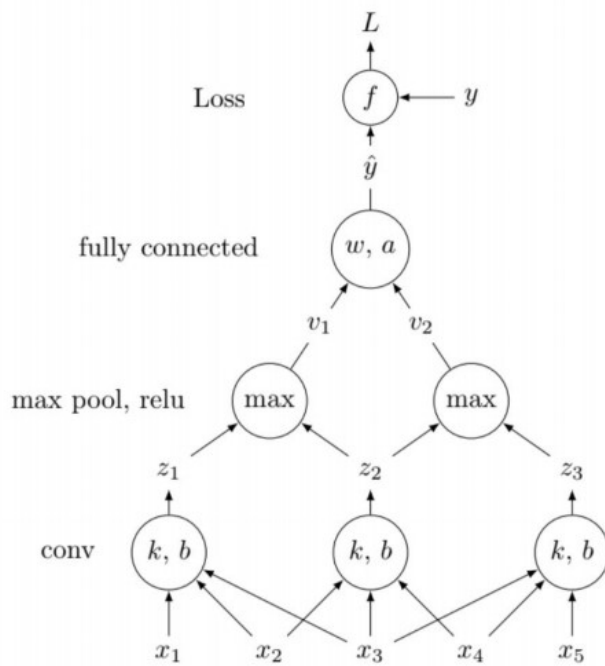 L
Loss f y
ŷ
fully connected w, a
v₁ v₂
max pool, relu max max
z₁ z₂ z₃
conv k, b k, b k, b
x₁ x₂ x₃ x₄ x₅